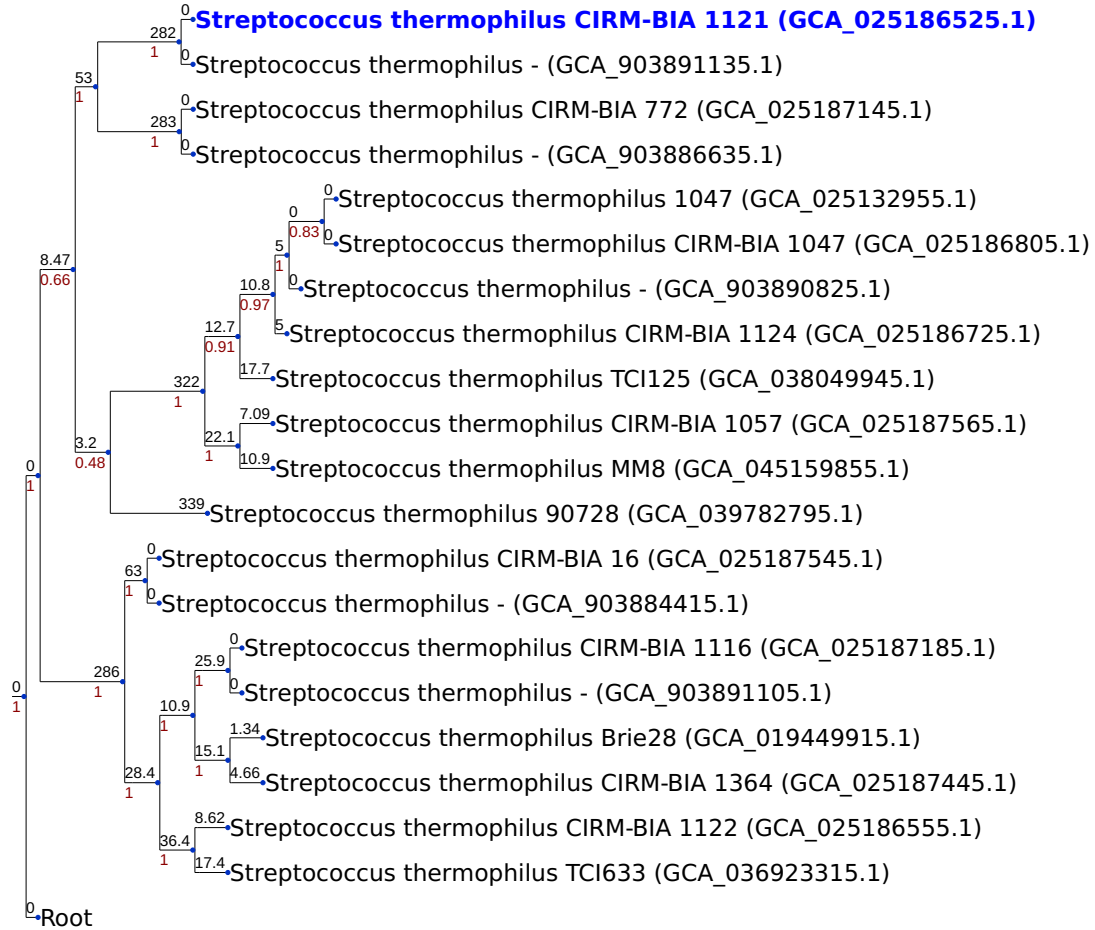 0
Streptococcus thermophilus CIRM-BIA 1121 (GCA_025186525.1)
282
1
0
Streptococcus thermophilus - (GCA_903891135.1)
53
1
0
Streptococcus thermophilus CIRM-BIA 772 (GCA_025187145.1)
283
1
0
Streptococcus thermophilus - (GCA_903886635.1)
0
Streptococcus thermophilus 1047 (GCA_025132955.1)
0
0.83
0
Streptococcus thermophilus CIRM-BIA 1047 (GCA_025186805.1)
5
1
0
Streptococcus thermophilus - (GCA_903890825.1)
10.8
0.97
5
Streptococcus thermophilus CIRM-BIA 1124 (GCA_025186725.1)
12.7
0.91
17.7
Streptococcus thermophilus TCI125 (GCA_038049945.1)
8.47
0.66
322
1
7.09
Streptococcus thermophilus CIRM-BIA 1057 (GCA_025187565.1)
22.1
1
10.9
Streptococcus thermophilus MM8 (GCA_045159855.1)
3.2
0.48
339
Streptococcus thermophilus 90728 (GCA_039782795.1)
0
1
0
Streptococcus thermophilus CIRM-BIA 16 (GCA_025187545.1)
63
1
0
Streptococcus thermophilus - (GCA_903884415.1)
0
Streptococcus thermophilus CIRM-BIA 1116 (GCA_025187185.1)
25.9
1
0
Streptococcus thermophilus - (GCA_903891105.1)
286
1
10.9
1
1.34
Streptococcus thermophilus Brie28 (GCA_019449915.1)
15.1
1
4.66
Streptococcus thermophilus CIRM-BIA 1364 (GCA_025187445.1)
28.4
1
8.62
Streptococcus thermophilus CIRM-BIA 1122 (GCA_025186555.1)
36.4
1
17.4
Streptococcus thermophilus TCI633 (GCA_036923315.1)
0
1
0
Root